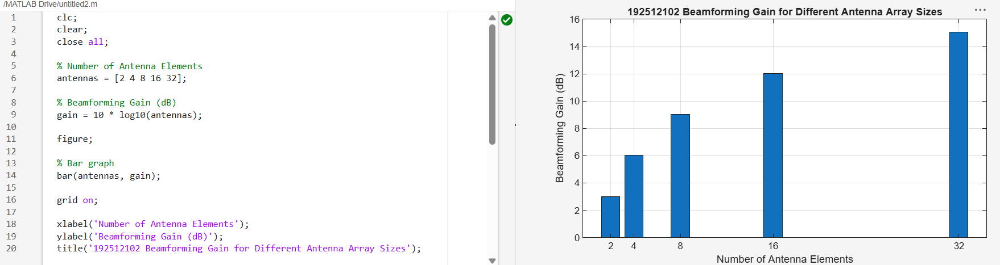 /MATLAB Drive/untitled2.m
1 clc;
2 clear;
3 close all;
4
5 % Number of Antenna Elements
6 antennas = [2 4 8 16 32];
7
8 % Beamforming Gain (dB)
9 gain = 10 * log10(antennas);
10
11 figure;
12
13 % Bar graph
14 bar(antennas, gain);
15
16 grid on;
17
18 xlabel('Number of Antenna Elements');
19 ylabel('Beamforming Gain (dB)');
20 title('192512102 Beamforming Gain for Different Antenna Array Sizes');
192512102 Beamforming Gain for Different Antenna Array Sizes
Beamforming Gain (dB)
16
14
12
10
8
6
4
2
0
2 4 8 16 32
Number of Antenna Elements